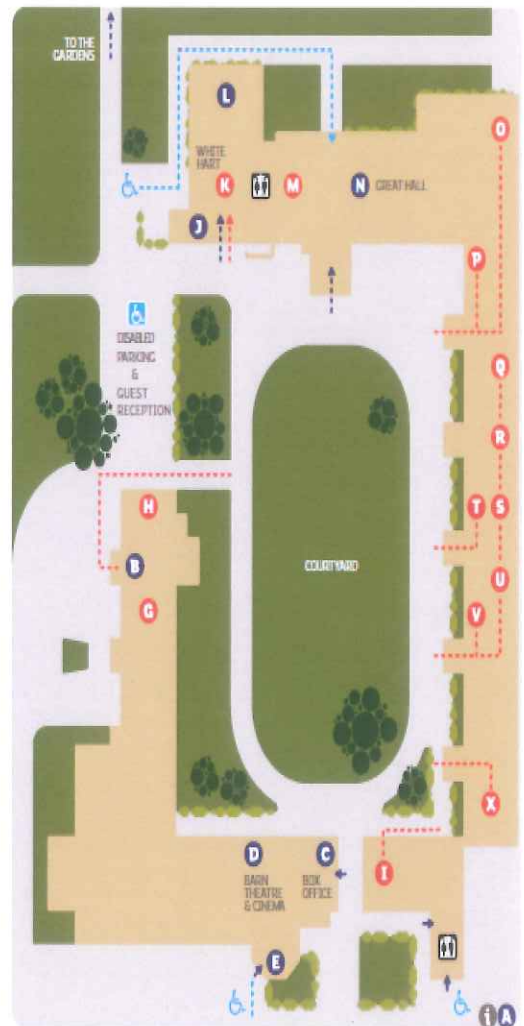 TO THE
GARDENS
L
O
WHITE
HART
K
M
N
GREAT HALL
J
P
DISABLED
PARKING
&
GUEST
RECEPTION
Q
R
H
T
S
B
COURTYARD
U
G
V
X
D
C
I
BARN
THEATRE
& CINEMA
BOX
OFFICE
E
i
A